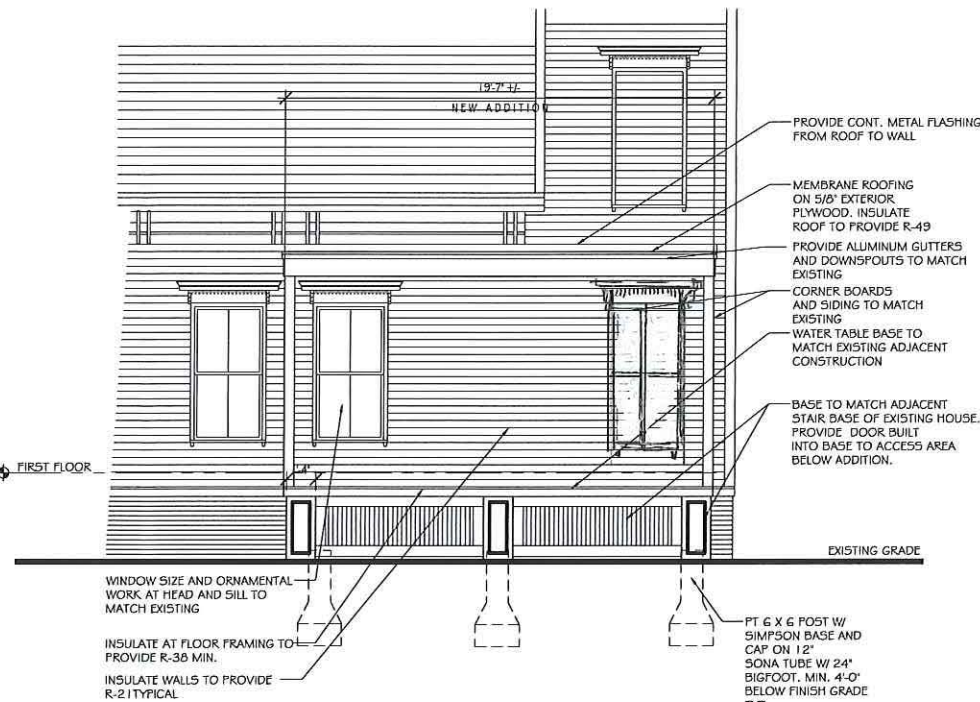 19'-7" +/-
NEW ADDITION
PROVIDE CONT. METAL FLASHING
FROM ROOF TO WALL
MEMBRANE ROOFING
ON 5/8" EXTERIOR
PLYWOOD. INSULATE
ROOF TO PROVIDE R-49
PROVIDE ALUMINUM GUTTERS
AND DOWNSPOUTS TO MATCH
EXISTING
CORNER BOARDS
AND SIDING TO MATCH
EXISTING
WATER TABLE BASE TO
MATCH EXISTING ADJACENT
CONSTRUCTION
BASE TO MATCH ADJACENT
STAIR BASE OF EXISTING HOUSE.
PROVIDE DOOR BUILT
INTO BASE TO ACCESS AREA
BELOW ADDITION.
FIRST FLOOR
EXISTING GRADE
WINDOW SIZE AND ORNAMENTAL
WORK AT HEAD AND SILL TO
MATCH EXISTING
INSULATE AT FLOOR FRAMING TO
PROVIDE R-38 MIN.
INSULATE WALLS TO PROVIDE
R-21TYPICAL
PT 6 X 6 POST W/
SIMPSON BASE AND
CAP ON 12"
SONA TUBE W/ 24"
BIGFOOT. MIN. 4'-0"
BELOW FINISH GRADE